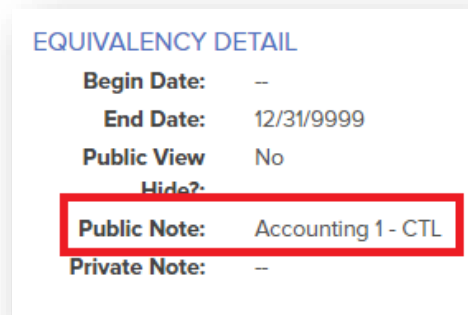 EQUIVALENCY DETAIL
Begin Date: --
End Date: 12/31/9999
Public View No
Hide?:
Public Note: Accounting 1 - CTL
Private Note: --